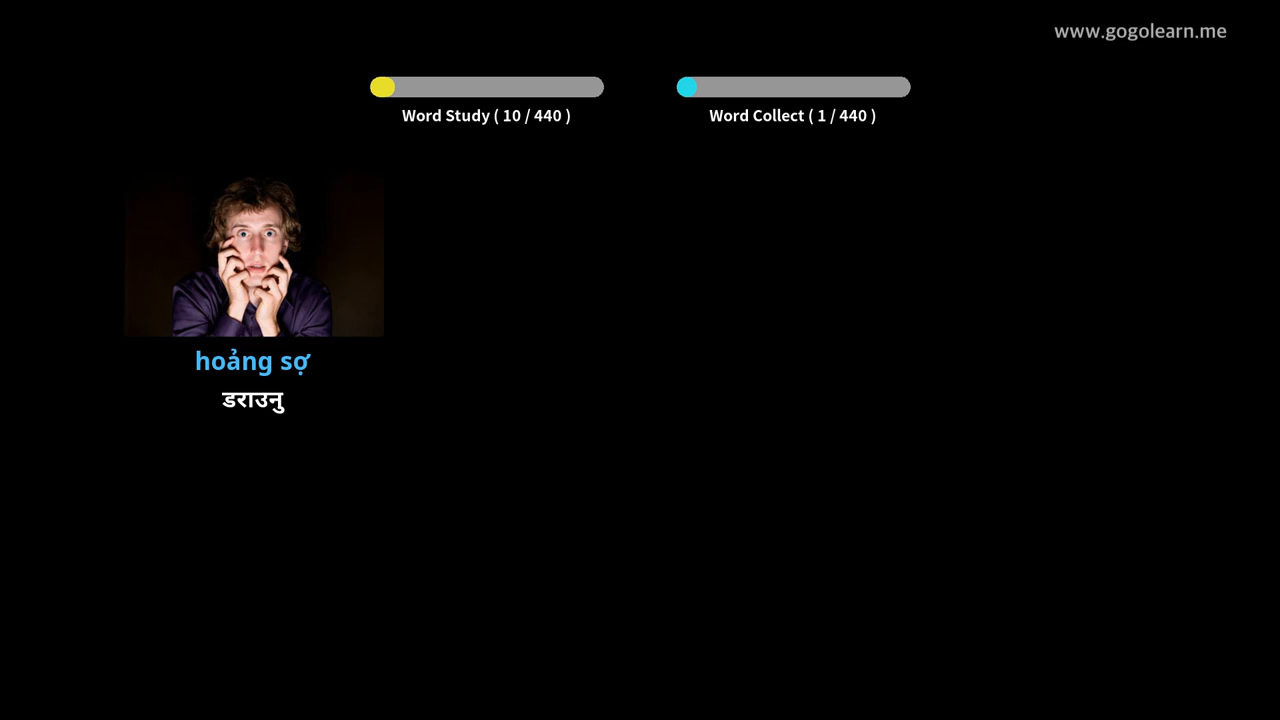 www.gogolearn.me
Word Study ( 10 / 440 )
Word Collect ( 1 / 440 )
hoảng sợ
डराउनु